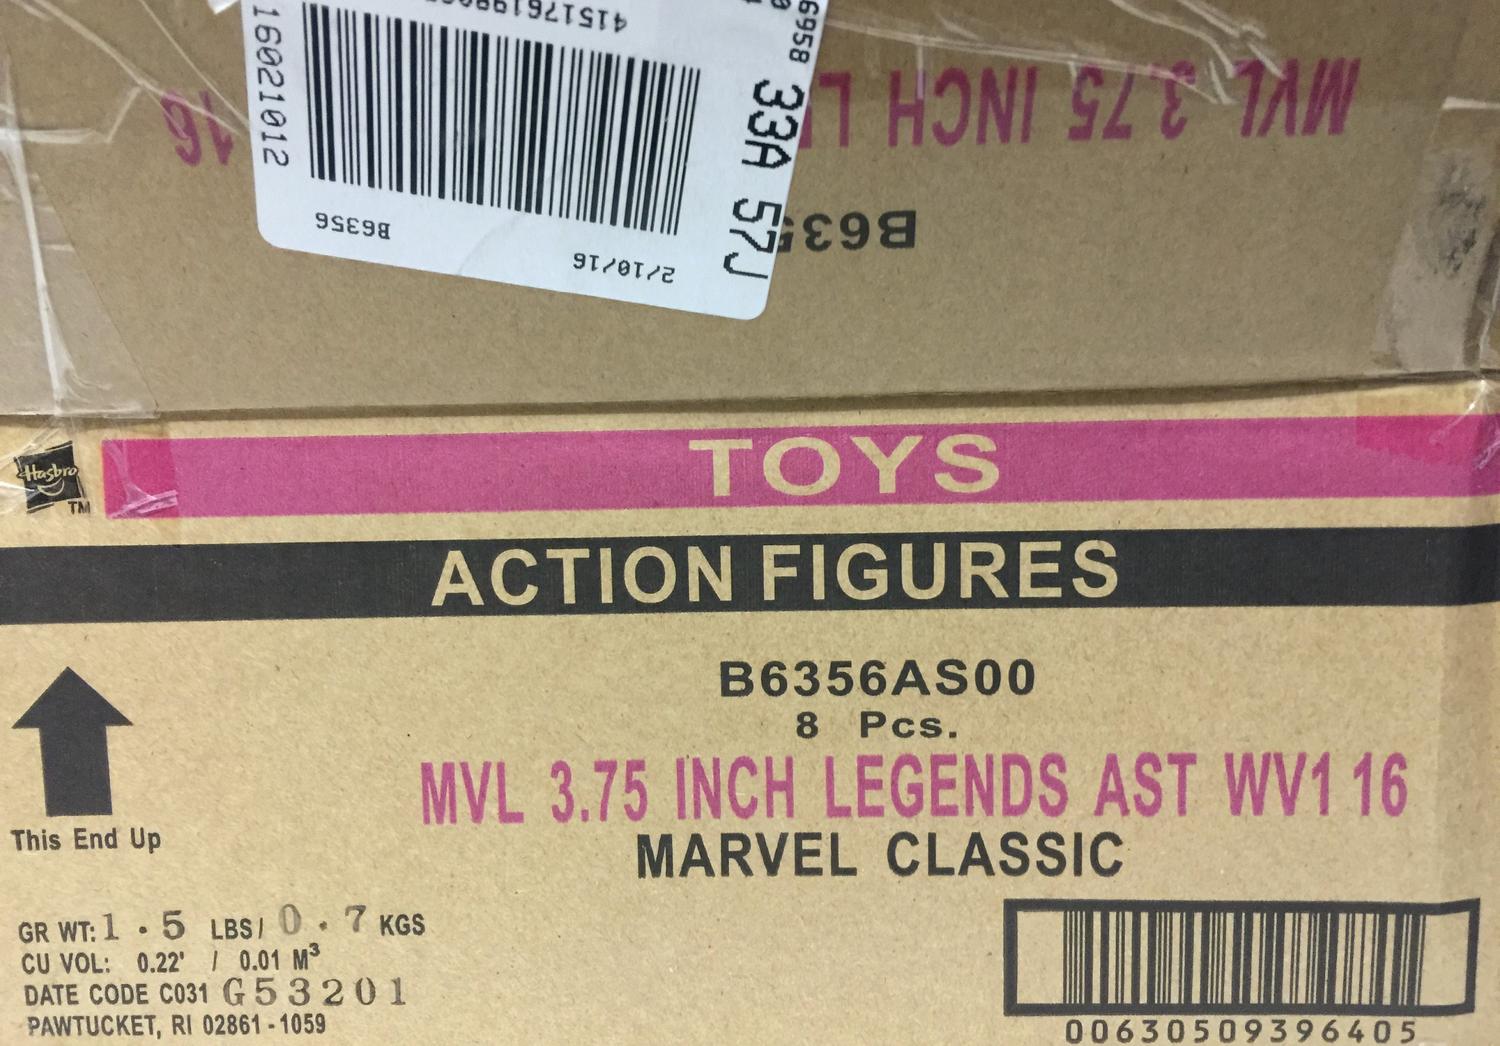 4151761980
16021012
6958
33A 57J
B6356
2/10/16
MVL 3.75 INCH
16
Hasbro
TM
TOYS
ACTION FIGURES
B6356AS00
8 Pcs.
MVL 3.75 INCH LEGENDS AST WV1 16
MARVEL CLASSIC
This End Up
GR WT: 1.5 LBS/ 0.7 KGS
CU VOL: 0.22' / 0.01 M³
DATE CODE C031 G53201
PAWTUCKET, RI 02861-1059
00630509396405